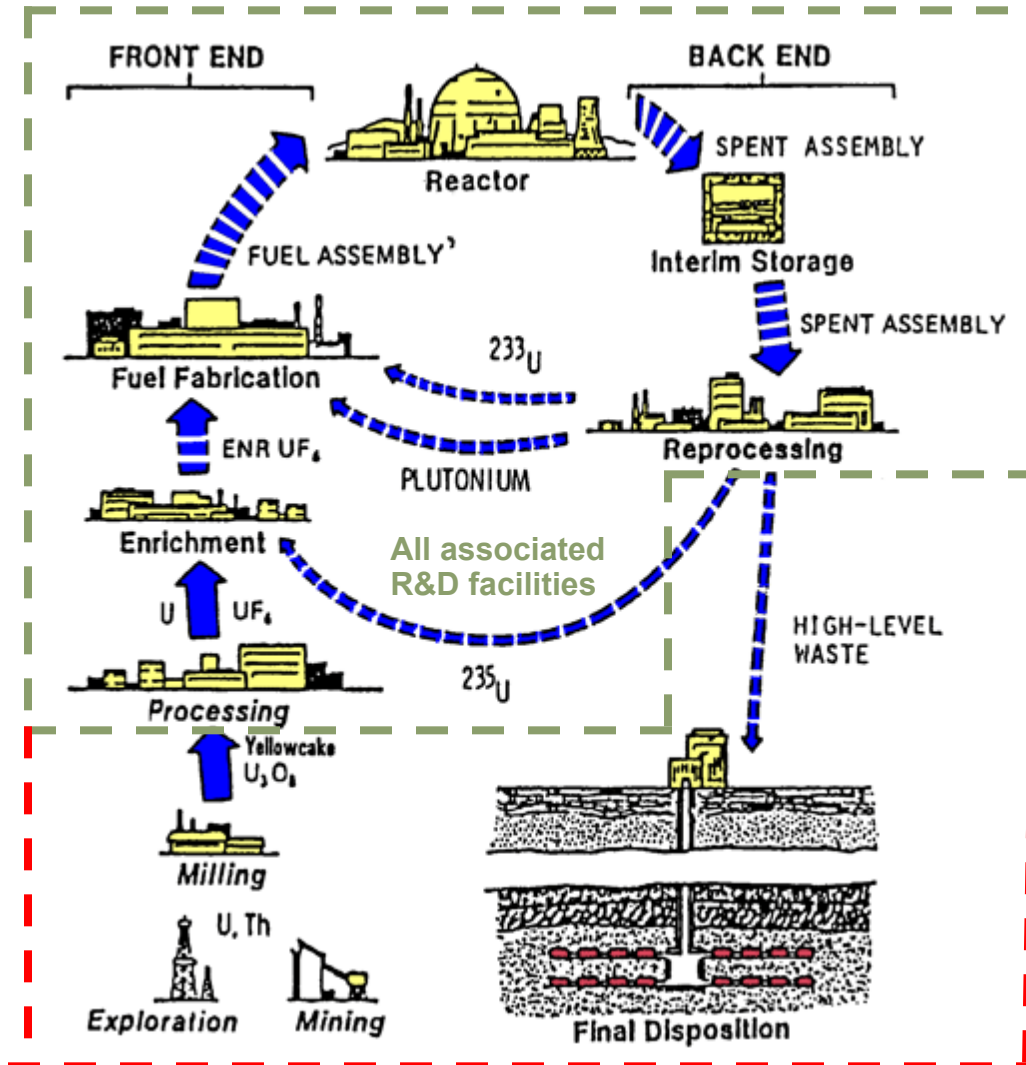 FRONT END
BACK END
Reactor
SPENT ASSEMBLY
Interim Storage
FUEL ASSEMBLY
SPENT ASSEMBLY
Fuel Fabrication
233U
Reprocessing
ENR UF6
PLUTONIUM
Enrichment
All associated
R&D facilities
U UF6
HIGH-LEVEL
WASTE
235U
Processing
Yellowcake
U3O8
Milling
U, Th
Exploration
Mining
Final Disposition